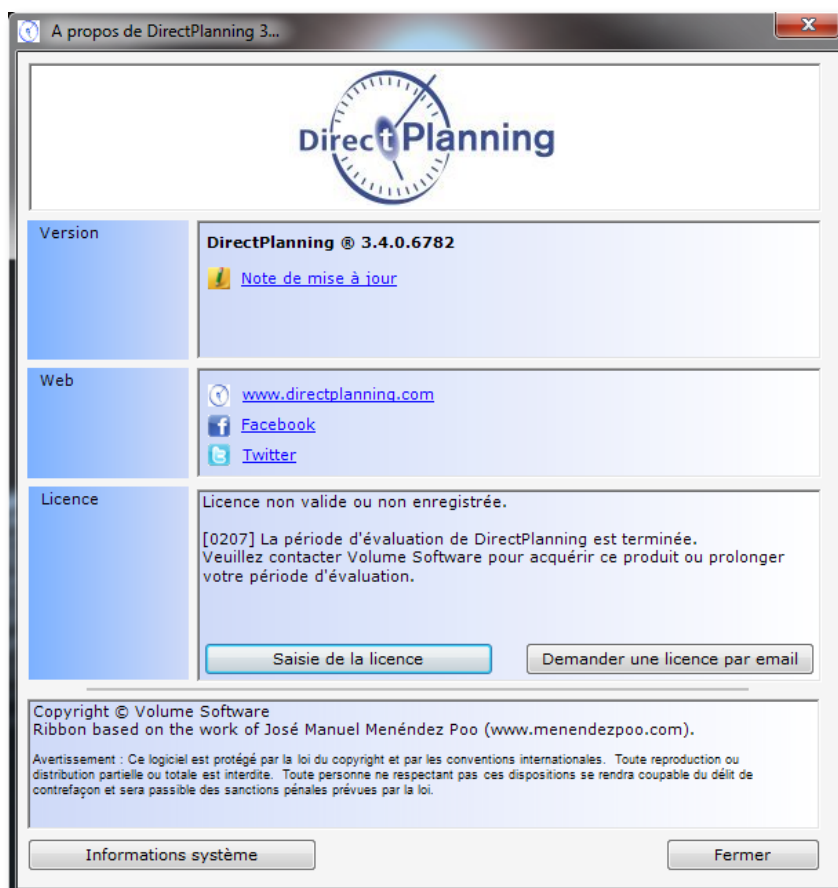 A propos de DirectPlanning 3...
DirectPlanning
Version
DirectPlanning ® 3.4.0.6782
Note de mise à jour
Web
www.directplanning.com
Facebook
Twitter
Licence
Licence non valide ou non enregistrée.
[0207] La période d'évaluation de DirectPlanning est terminée.
Veuillez contacter Volume Software pour acquérir ce produit ou prolonger
votre période d'évaluation.
Saisie de la licence
Demander une licence par email
Copyright © Volume Software
Ribbon based on the work of José Manuel Menéndez Poo (www.menendezpoo.com).
Avertissement : Ce logiciel est protégé par la loi du copyright et par les conventions internationales. Toute reproduction ou
distribution partielle ou totale est interdite. Toute personne ne respectant pas ces dispositions se rendra coupable du délit de
contrefaçon et sera passible des sanctions pénales prévues par la loi.
Informations système
Fermer